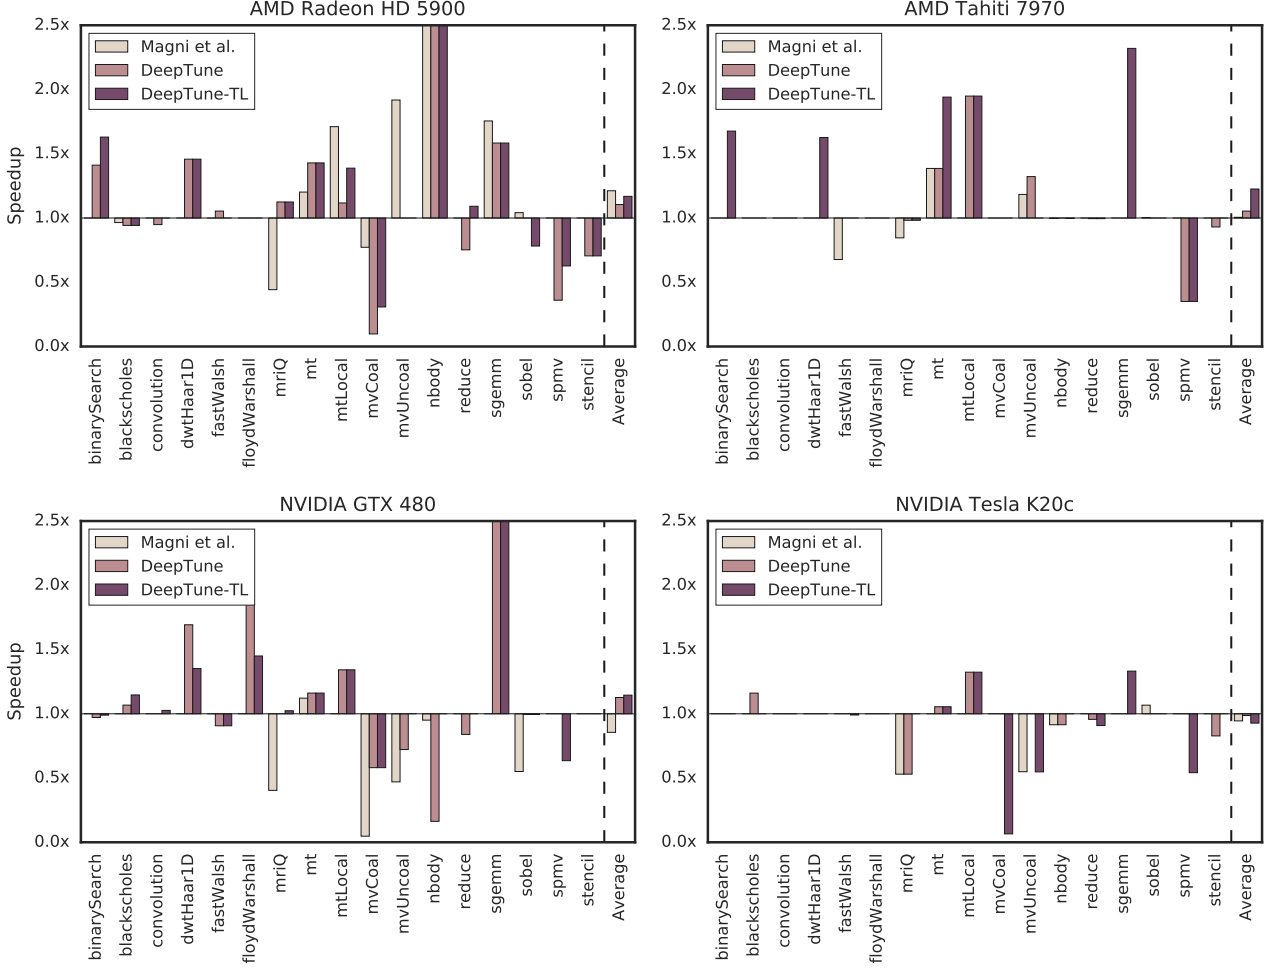 AMD Radeon HD 5900
2.5x
2.0x
1.5x
1.0x
0.5x
0.0x
Speedup
Magni et al.
DeepTune
DeepTune-TL
binarySearch
blackscholes
convolution
dwtHaar1D
fastWalsh
floydWarshall
mriQ
mt
mtLocal
mvCoal
mvUncoal
nbody
reduce
sgemm
sobel
spmv
stencil
Average
AMD Tahiti 7970
2.5x
2.0x
1.5x
1.0x
0.5x
0.0x
Magni et al.
DeepTune
DeepTune-TL
binarySearch
blackscholes
convolution
dwtHaar1D
fastWalsh
floydWarshall
mriQ
mt
mtLocal
mvCoal
mvUncoal
nbody
reduce
sgemm
sobel
spmv
stencil
Average
NVIDIA GTX 480
2.5x
2.0x
1.5x
1.0x
0.5x
0.0x
Speedup
Magni et al.
DeepTune
DeepTune-TL
binarySearch
blackscholes
convolution
dwtHaar1D
fastWalsh
floydWarshall
mriQ
mt
mtLocal
mvCoal
mvUncoal
nbody
reduce
sgemm
sobel
spmv
stencil
Average
NVIDIA Tesla K20c
2.5x
2.0x
1.5x
1.0x
0.5x
0.0x
Magni et al.
DeepTune
DeepTune-TL
binarySearch
blackscholes
convolution
dwtHaar1D
fastWalsh
floydWarshall
mriQ
mt
mtLocal
mvCoal
mvUncoal
nbody
reduce
sgemm
sobel
spmv
stencil
Average